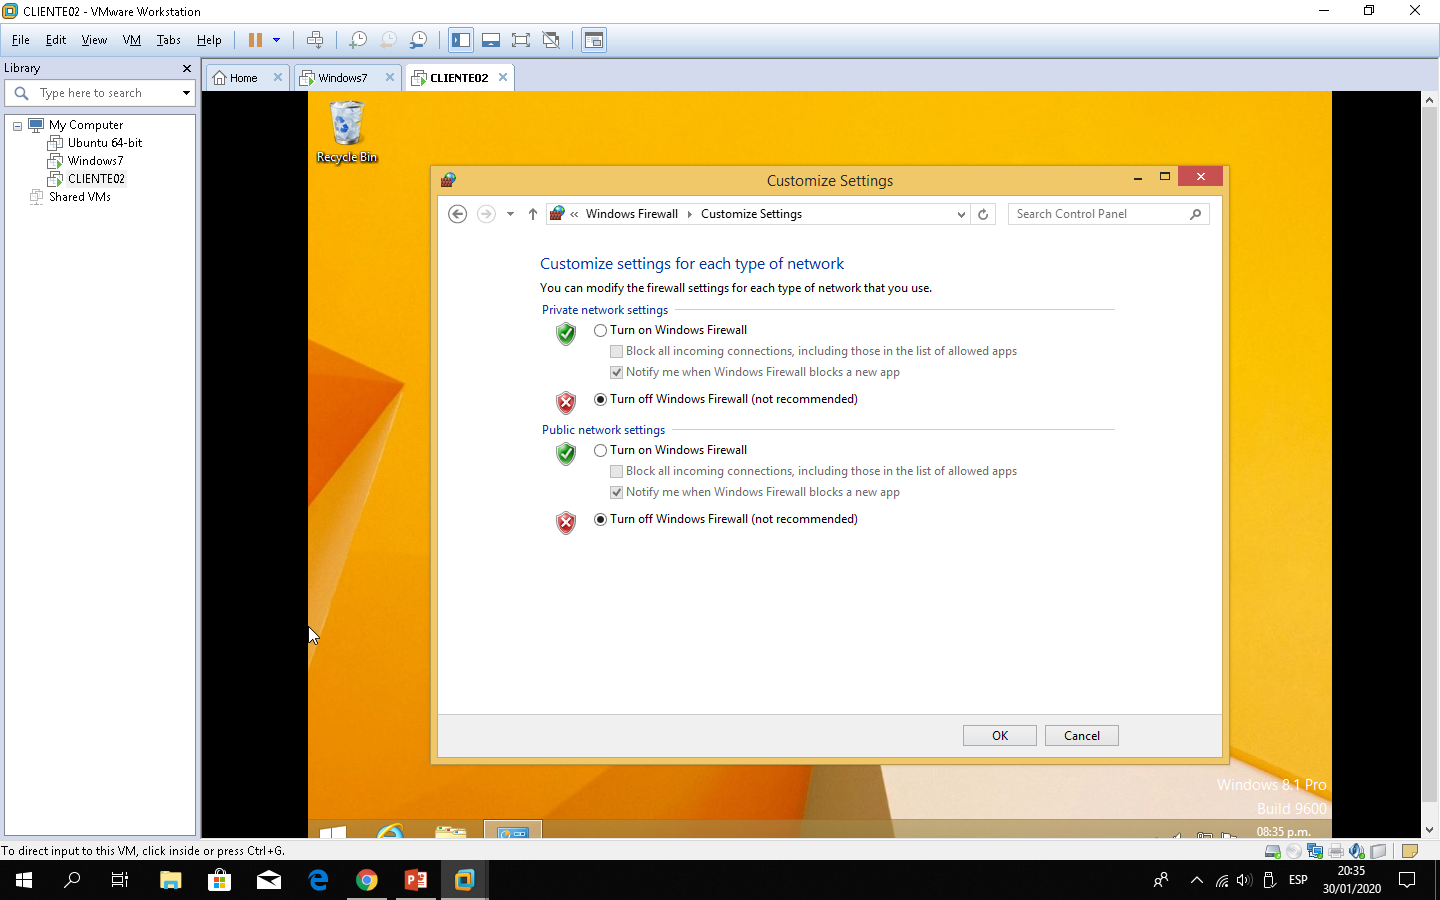 CLIENTE02 - VMware Workstation
File Edit View VM Tabs Help
Library
Type here to search
My Computer
Ubuntu 64-bit
Windows7
CLIENTE02
Shared VMs
Home Windows7 CLIENTE02
Recycle Bin
Customize Settings
« Windows Firewall Customize Settings
Search Control Panel
Customize settings for each type of network
You can modify the firewall settings for each type of network that you use.
Private network settings
Turn on Windows Firewall
Block all incoming connections, including those in the list of allowed apps
Notify me when Windows Firewall blocks a new app
Turn off Windows Firewall (not recommended)
Public network settings
Turn on Windows Firewall
Block all incoming connections, including those in the list of allowed apps
Notify me when Windows Firewall blocks a new app
Turn off Windows Firewall (not recommended)
OK Cancel
Windows 8.1 Pro
Build 9600
08:35 p.m.
To direct input to this VM, click inside or press Ctrl+G.
ESP
20:35
30/01/2020